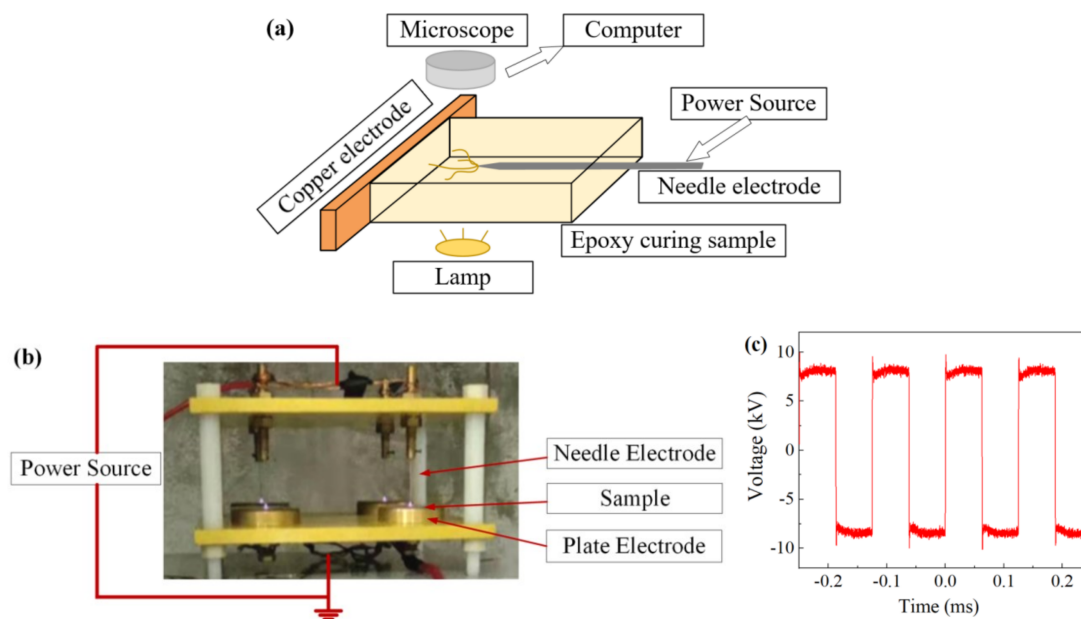 (a)
Microscope
Computer
Copper electrode
Power Source
Needle electrode
Epoxy curing sample
Lamp
(b)
Power Source
Needle Electrode
Sample
Plate Electrode
(c)
10
5
0
-5
-10
Voltage (kV)
-0.2
-0.1
0.0
0.1
0.2
Time (ms)